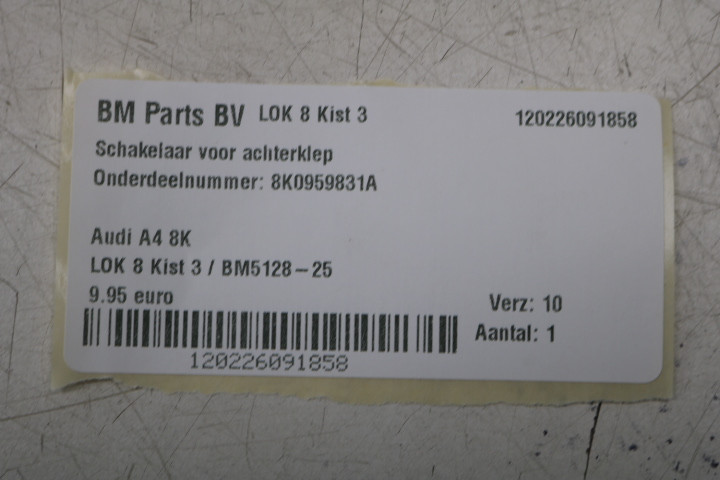 BM Parts BV LOK 8 Kist 3 120226091858
Schakelaar voor achterklep
Onderdeelnummer: 8K0959831A
Audi A4 8K
LOK 8 Kist 3 / BM5128-25
9.95 euro Verz: 10
Aantal: 1
120226091858